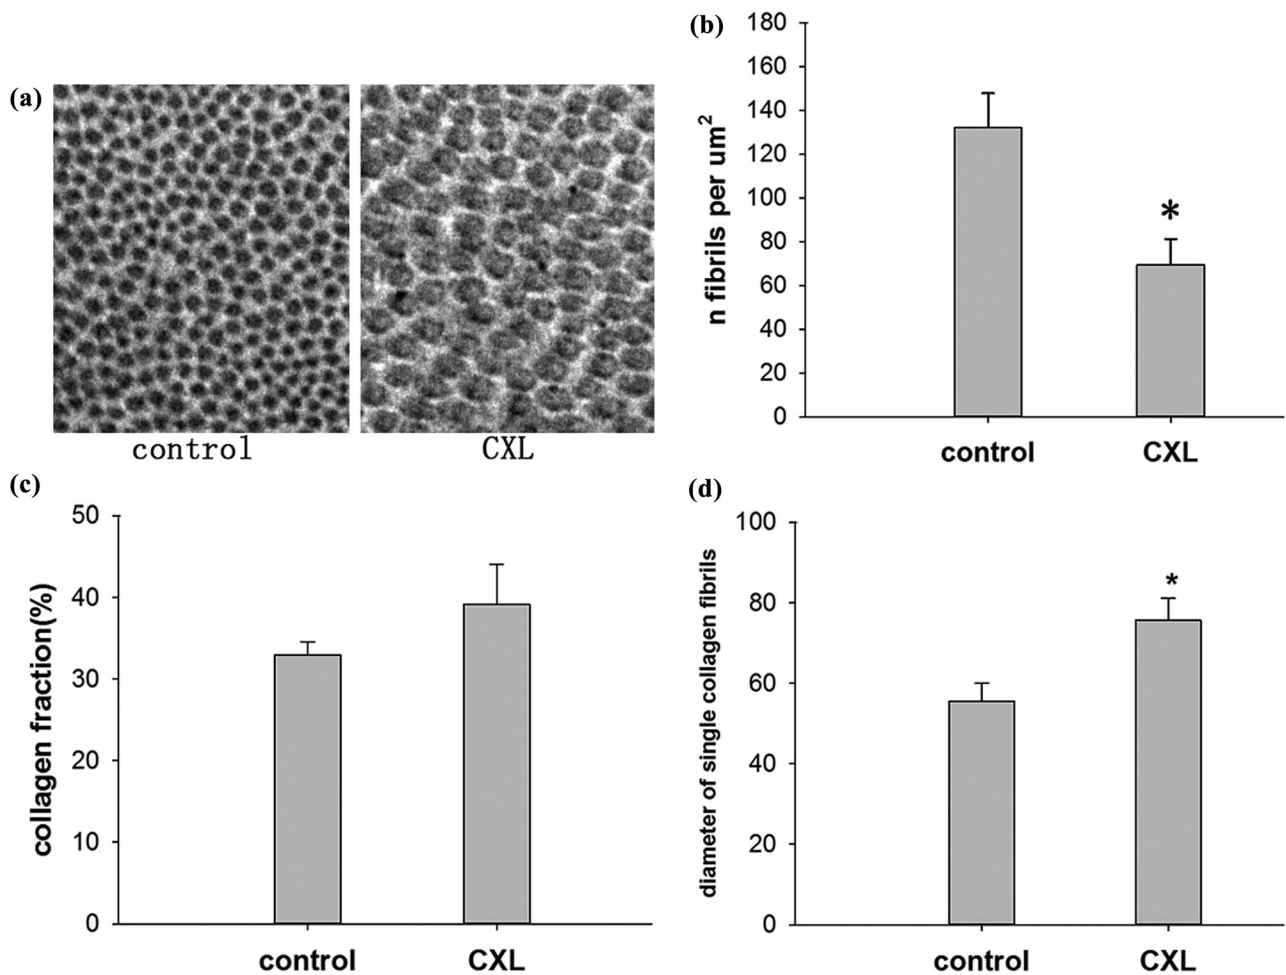 (a)
control
CXL
(b)
n fibrils per um²
180
160
140
120
100
80
60
40
20
0
*
control
CXL
(c)
collagen fraction(%)
50
40
30
20
10
0
control
CXL
(d)
diameter of single collagen fibrils
100
80
60
40
20
0
*
control
CXL